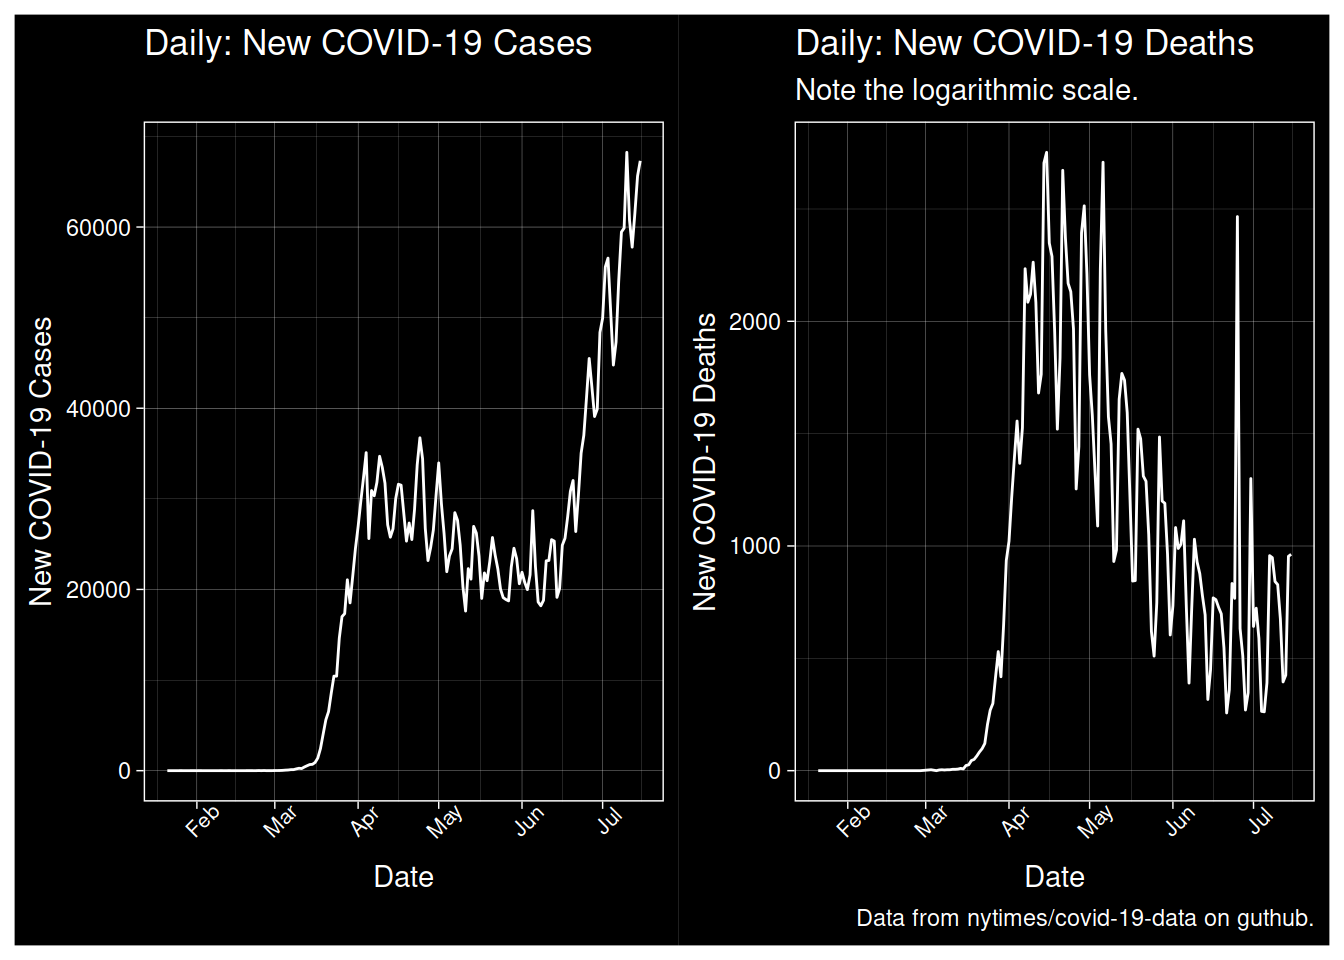 Daily: New COVID-19 Cases
New COVID-19 Cases
60000
40000
20000
0
Feb
Mar
Apr
May
Jun
Jul
Date
Daily: New COVID-19 Deaths
Note the logarithmic scale.
New COVID-19 Deaths
2000
1000
0
Feb
Mar
Apr
May
Jun
Jul
Date
Data from nytimes/covid-19-data on guthub.